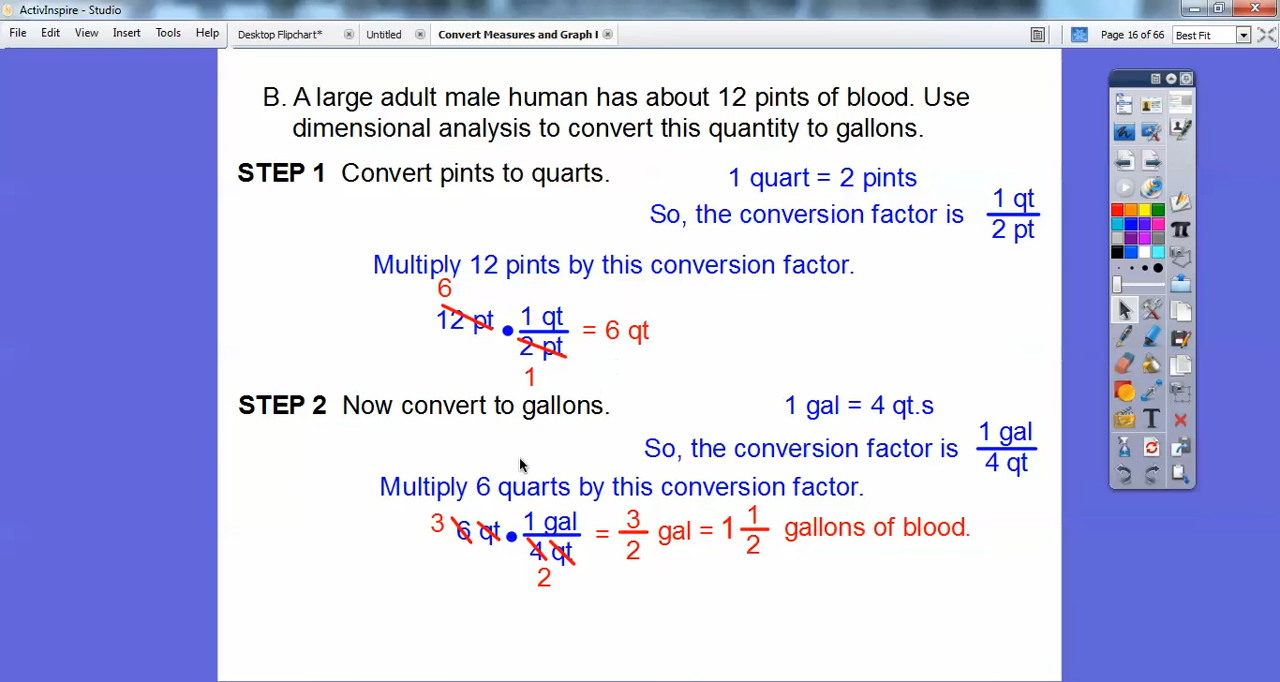 ActivInspire - Studio
File Edit View Insert Tools Help
Desktop Flipchart* Untitled Convert Measures and Graph I
Page 16 of 66 Best Fit
B. A large adult male human has about 12 pints of blood. Use
dimensional analysis to convert this quantity to gallons.
STEP 1 Convert pints to quarts.
1 quart = 2 pints
So, the conversion factor is 1 qt
2 pt
Multiply 12 pints by this conversion factor.
6
12 pt • 1 qt = 6 qt
2 pt
1
STEP 2 Now convert to gallons.
1 gal = 4 qt.s
So, the conversion factor is 1 gal
4 qt
Multiply 6 quarts by this conversion factor.
3 6 qt • 1 gal = 3 gal = 1 1 gallons of blood.
4 qt 2 2
2